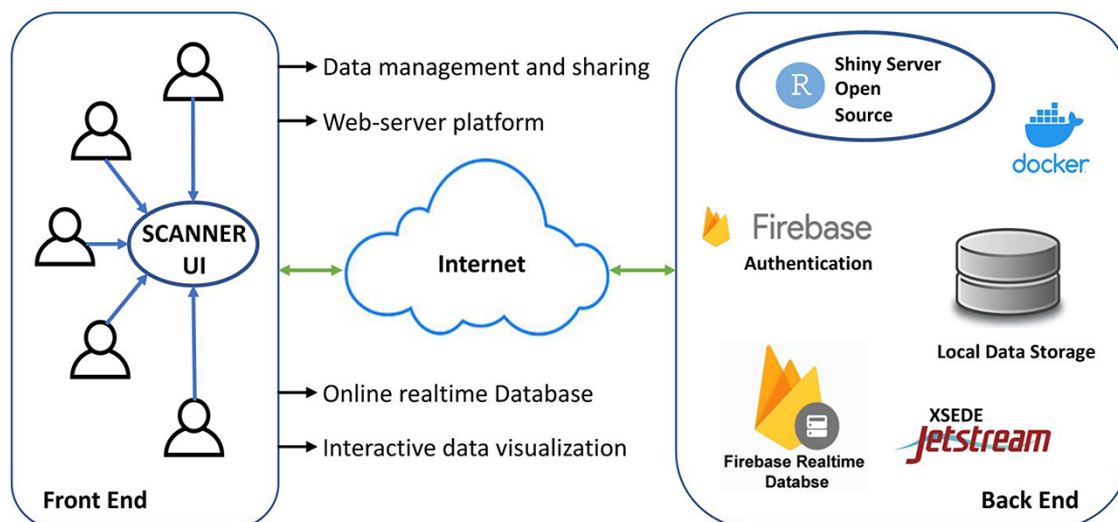 SCANNER
UI
Front End
Data management and sharing
Web-server platform
Internet
Online realtime Database
Interactive data visualization
R
Shiny Server
Open
Source
docker
Firebase
Authentication
Local Data Storage
Firebase Realtime
Databse
XSEDE
Jetstream
Back End